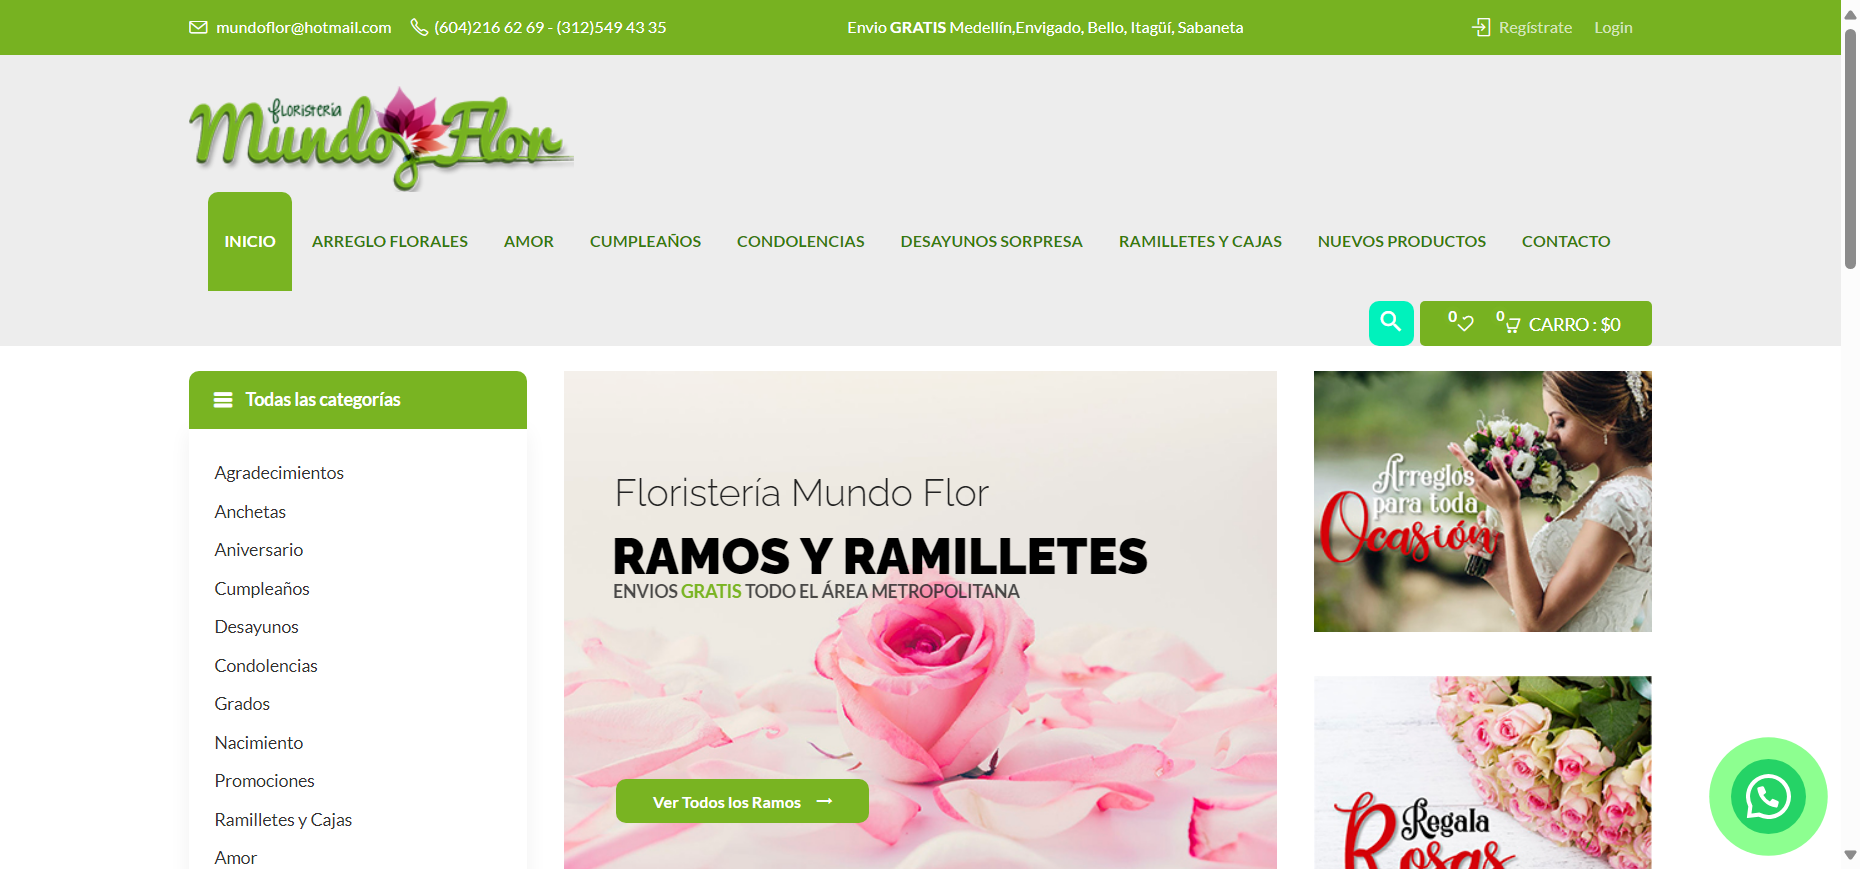 mundoflor@hotmail.com (604)216 62 69 - (312)549 43 35 Envio GRATIS Medellín,Envigado, Bello, Itagüí, Sabaneta Regístrate Login
Floristeria
Mundo Flor
INICIO ARREGLO FLORALES AMOR CUMPLEAÑOS CONDOLENCIAS DESAYUNOS SORPRESA RAMILLETES Y CAJAS NUEVOS PRODUCTOS CONTACTO
0 0 CARRO : $0
Todas las categorías
Agradecimientos
Anchetas
Aniversario
Cumpleaños
Desayunos
Condolencias
Grados
Nacimiento
Promociones
Ramilletes y Cajas
Amor
Floristería Mundo Flor
RAMOS Y RAMILLETES
ENVIOS GRATIS TODO EL ÁREA METROPOLITANA
Ver Todos los Ramos
Arreglos
para toda
Ocasión
Regala
Rosas